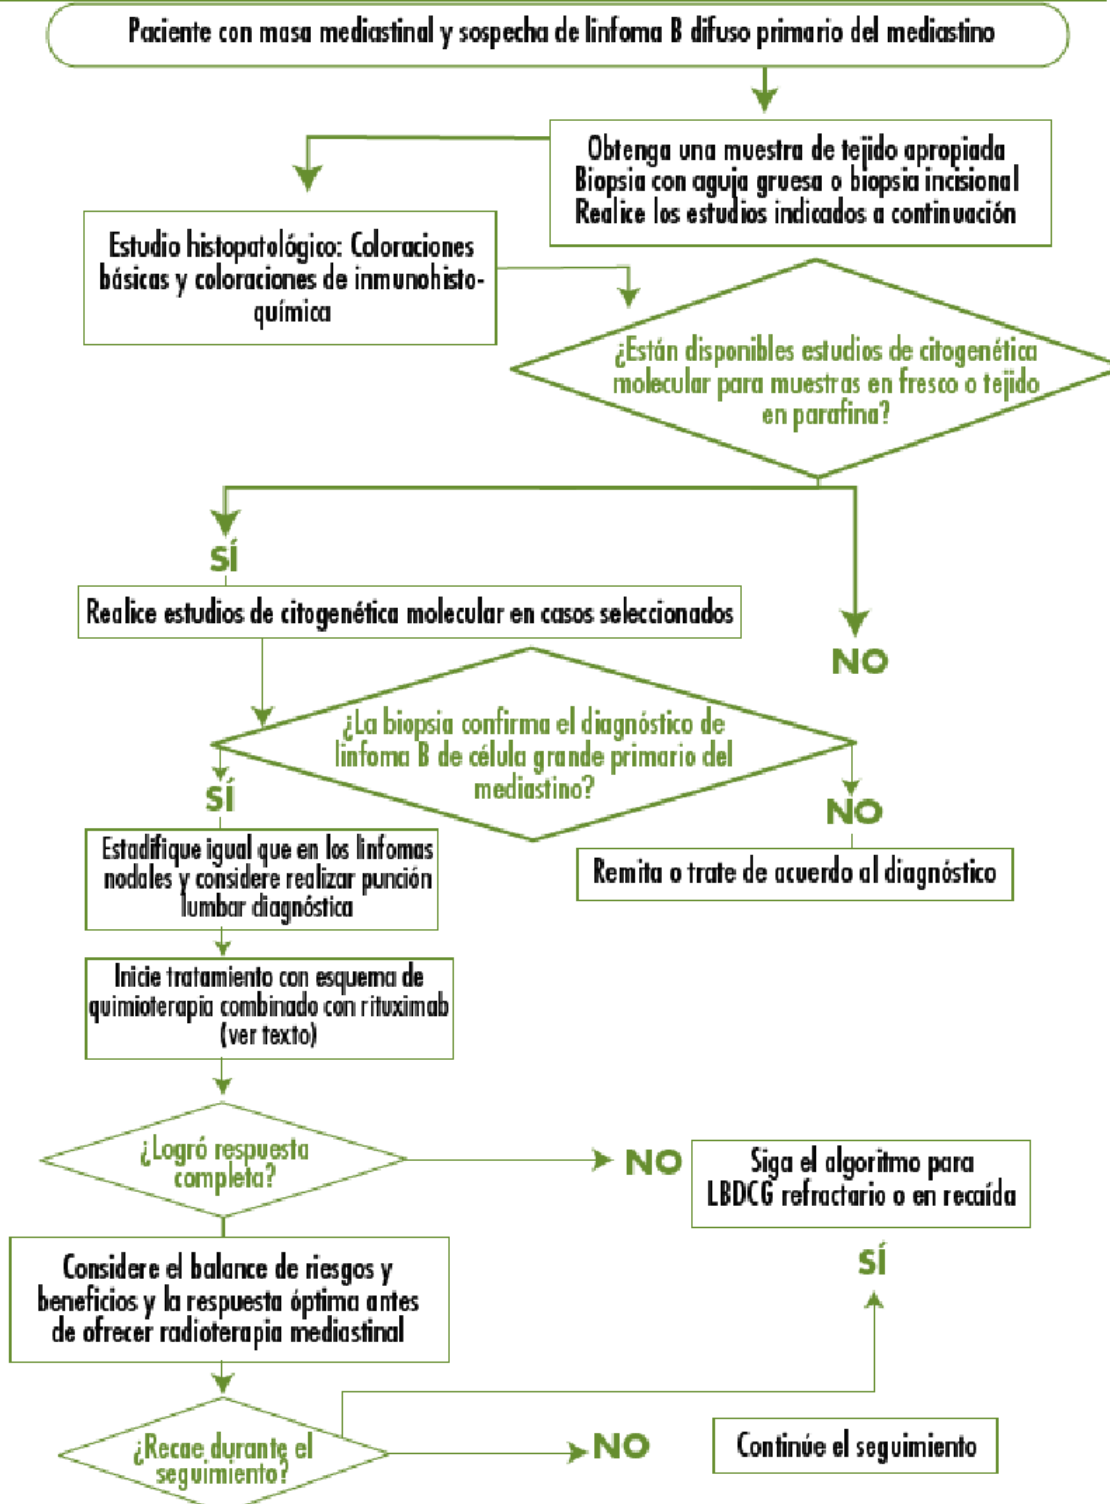 Paciente con masa mediastinal y sospecha de linfoma B difuso primario del mediastino
Obtenga una muestra de tejido apropiada
Biopsia con aguja gruesa o biopsia incisional
Realice los estudios indicados a continuación
Estudio histopatológico: Coloraciones
básicas y coloraciones de inmunohisto-
química
¿Están disponibles estudios de citogenética
molecular para muestras en fresco o tejido
en parafina?
SÍ
NO
Realice estudios de citogenética molecular en casos seleccionados
¿La biopsia confirma el diagnóstico de
linfoma B de célula grande primario del
mediastino?
SÍ
NO
Estadifique igual que en los linfomas
nodales y considere realizar punción
lumbar diagnóstica
Remita o trate de acuerdo al diagnóstico
Inicie tratamiento con esquema de
quimioterapia combinado con rituximab
(ver texto)
¿Logró respuesta
completa?
NO
Siga el algoritmo para
LBDCG refractario o en recaída
SÍ
Considere el balance de riesgos y
beneficios y la respuesta óptima antes
de ofrecer radioterapia mediastinal
¿Recae durante el
seguimiento?
NO
Continúe el seguimiento